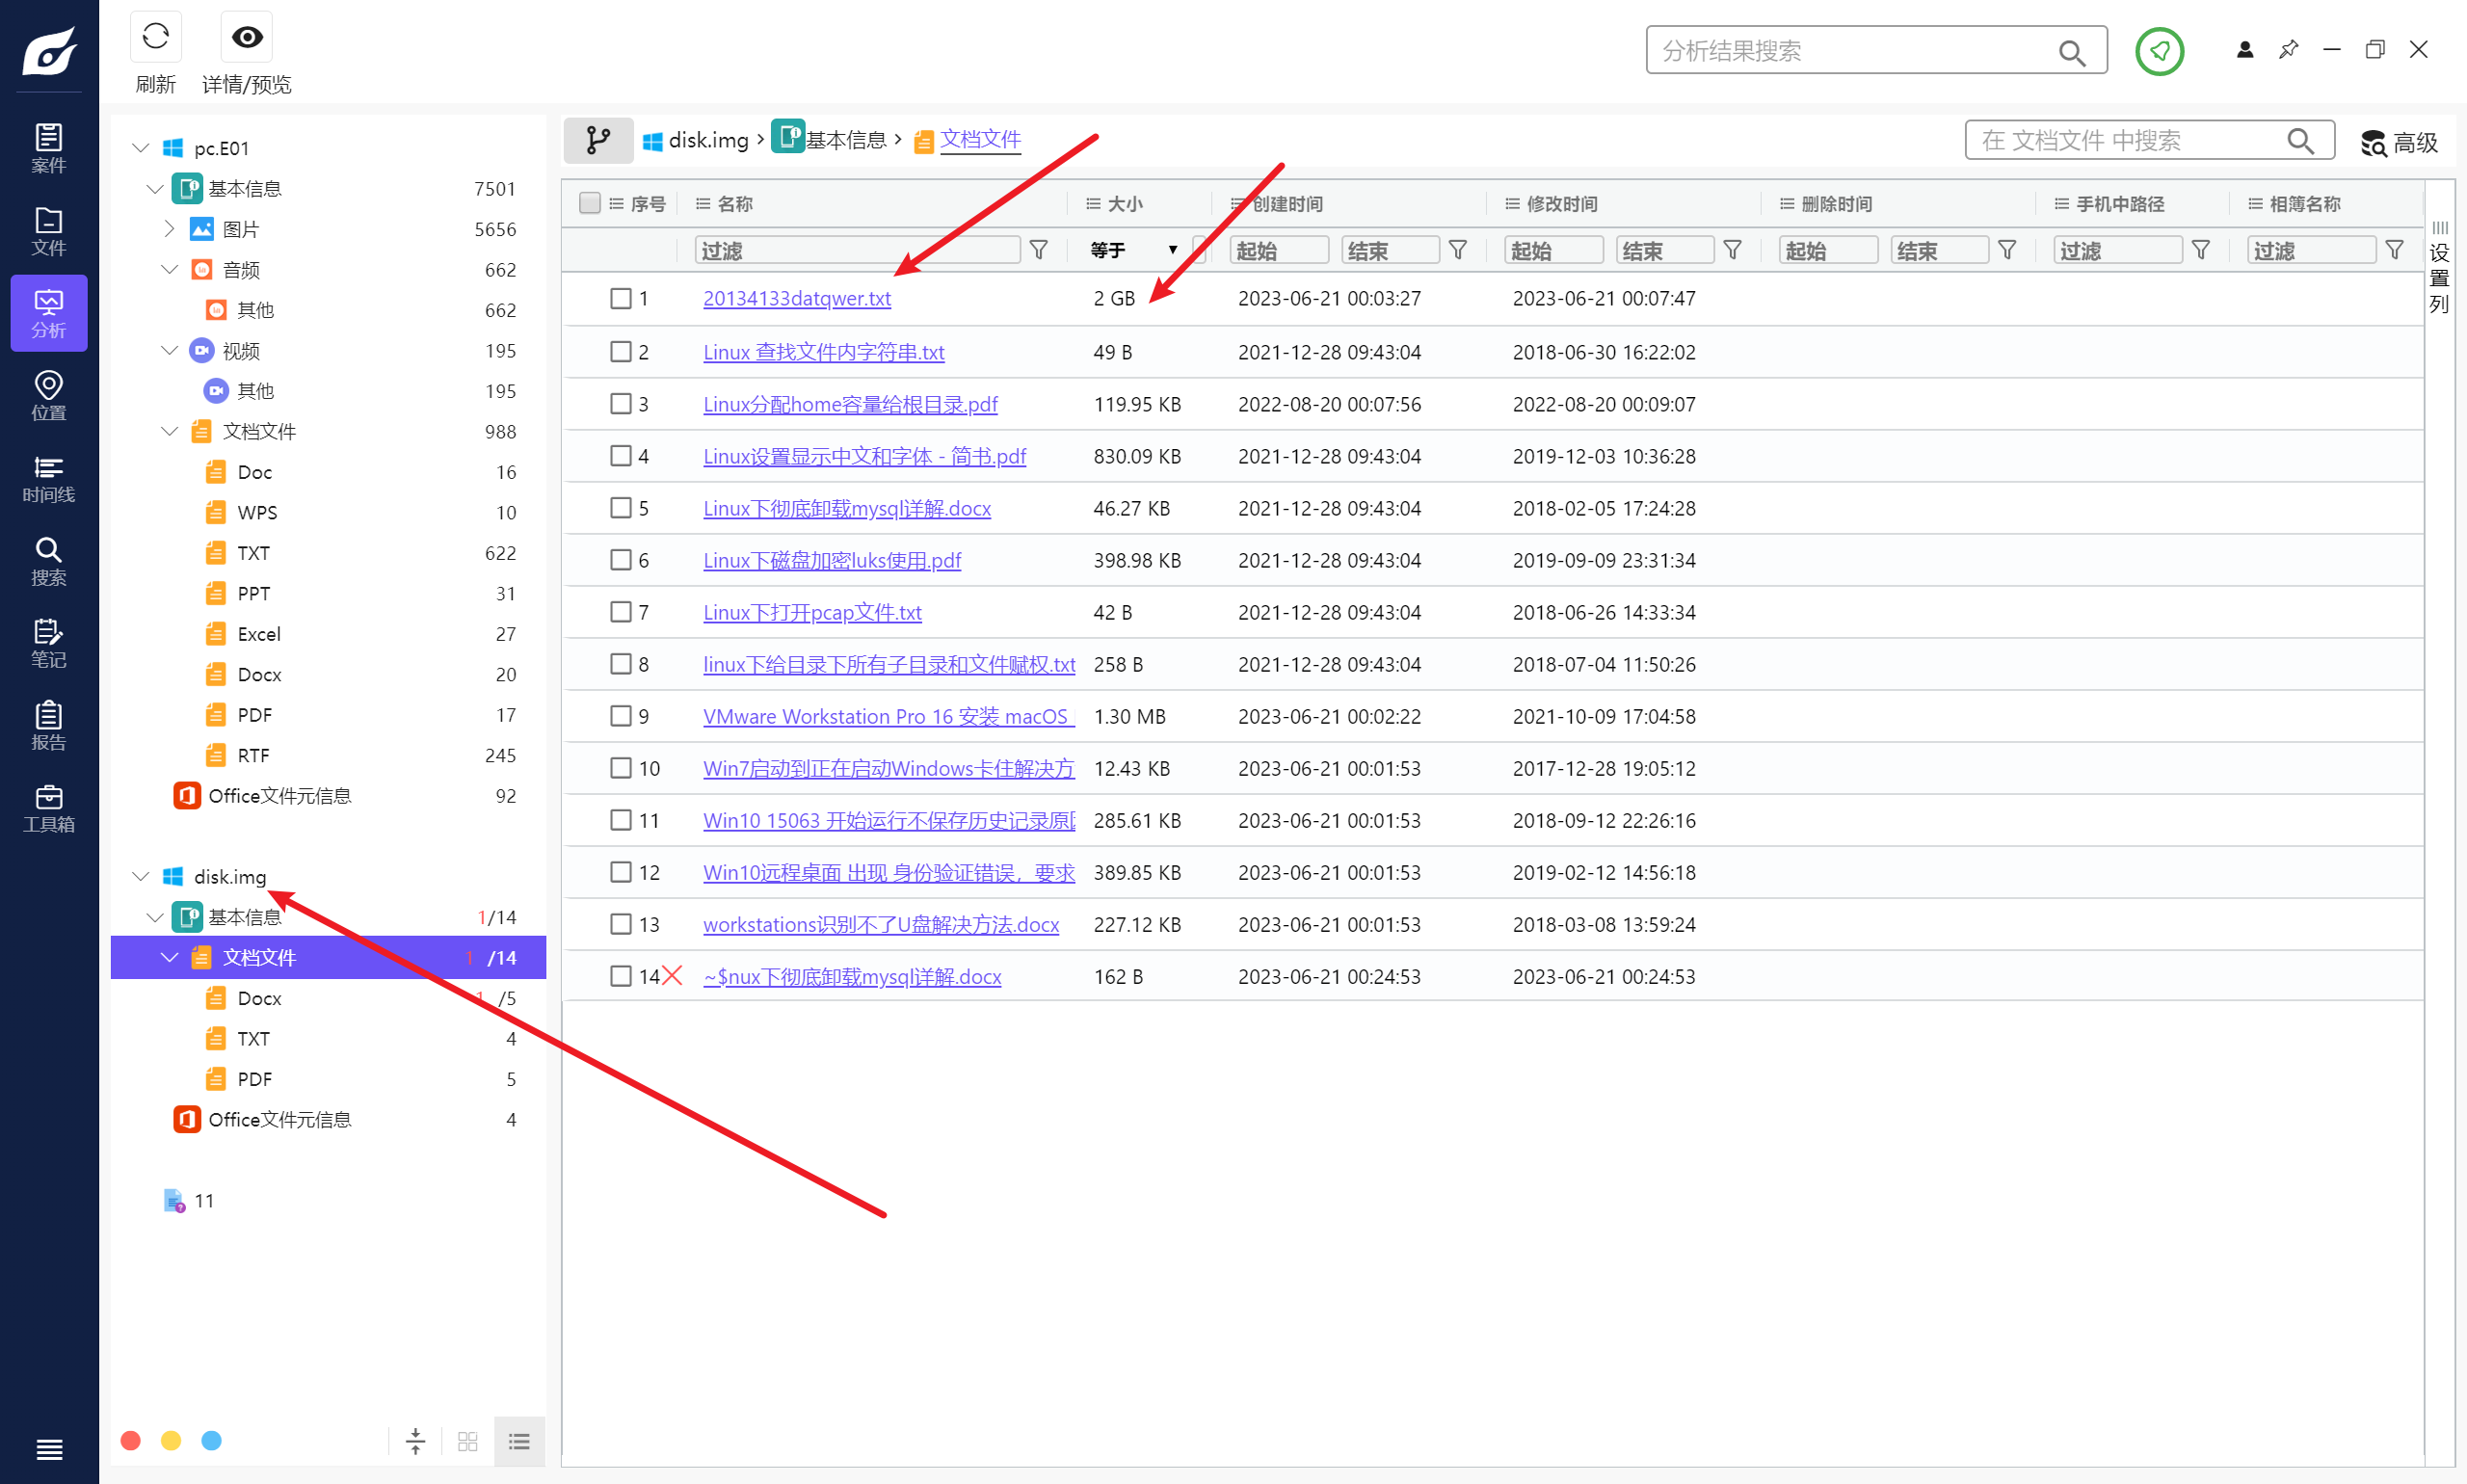 刷新
详情/预览
分析结果搜索
案件
文件
分析
位置
时间线
搜索
笔记
报告
工具箱
pc.E01
基本信息 7501
图片 5656
音频 662
其他 662
视频 195
其他 195
文档文件 988
Doc 16
WPS 10
TXT 622
PPT 31
Excel 27
Docx 20
PDF 17
RTF 245
Office文件元信息 92
disk.img
基本信息 1/14
文档文件 1 /14
Docx 1 /5
TXT 4
PDF 5
Office文件元信息 4
11
disk.img 基本信息 文档文件
在 文档文件 中搜索
高级
序号 名称 大小 创建时间 修改时间 删除时间 手机中路径 相簿名称
过滤 等于 起始 结束 起始 结束 起始 结束 过滤 过滤
设置列
1 20134133datqwer.txt 2 GB 2023-06-21 00:03:27 2023-06-21 00:07:47
2 Linux 查找文件内字符串.txt 49 B 2021-12-28 09:43:04 2018-06-30 16:22:02
3 Linux分配home容量给根目录.pdf 119.95 KB 2022-08-20 00:07:56 2022-08-20 00:09:07
4 Linux设置显示中文和字体 - 简书.pdf 830.09 KB 2021-12-28 09:43:04 2019-12-03 10:36:28
5 Linux下彻底卸载mysql详解.docx 46.27 KB 2021-12-28 09:43:04 2018-02-05 17:24:28
6 Linux下磁盘加密luks使用.pdf 398.98 KB 2021-12-28 09:43:04 2019-09-09 23:31:34
7 Linux下打开pcap文件.txt 42 B 2021-12-28 09:43:04 2018-06-26 14:33:34
8 linux下给目录下所有子目录和文件赋权.txt 258 B 2021-12-28 09:43:04 2018-07-04 11:50:26
9 VMware Workstation Pro 16 安装 macOS 1.30 MB 2023-06-21 00:02:22 2021-10-09 17:04:58
10 Win7启动到正在启动Windows卡住解决方 12.43 KB 2023-06-21 00:01:53 2017-12-28 19:05:12
11 Win10 15063 开始运行不保存历史记录原 285.61 KB 2023-06-21 00:01:53 2018-09-12 22:26:16
12 Win10远程桌面 出现 身份验证错误，要求 389.85 KB 2023-06-21 00:01:53 2019-02-12 14:56:18
13 workstations识别不了U盘解决方法.docx 227.12 KB 2023-06-21 00:01:53 2018-03-08 13:59:24
14 ~$nux下彻底卸载mysql详解.docx 162 B 2023-06-21 00:24:53 2023-06-21 00:24:53